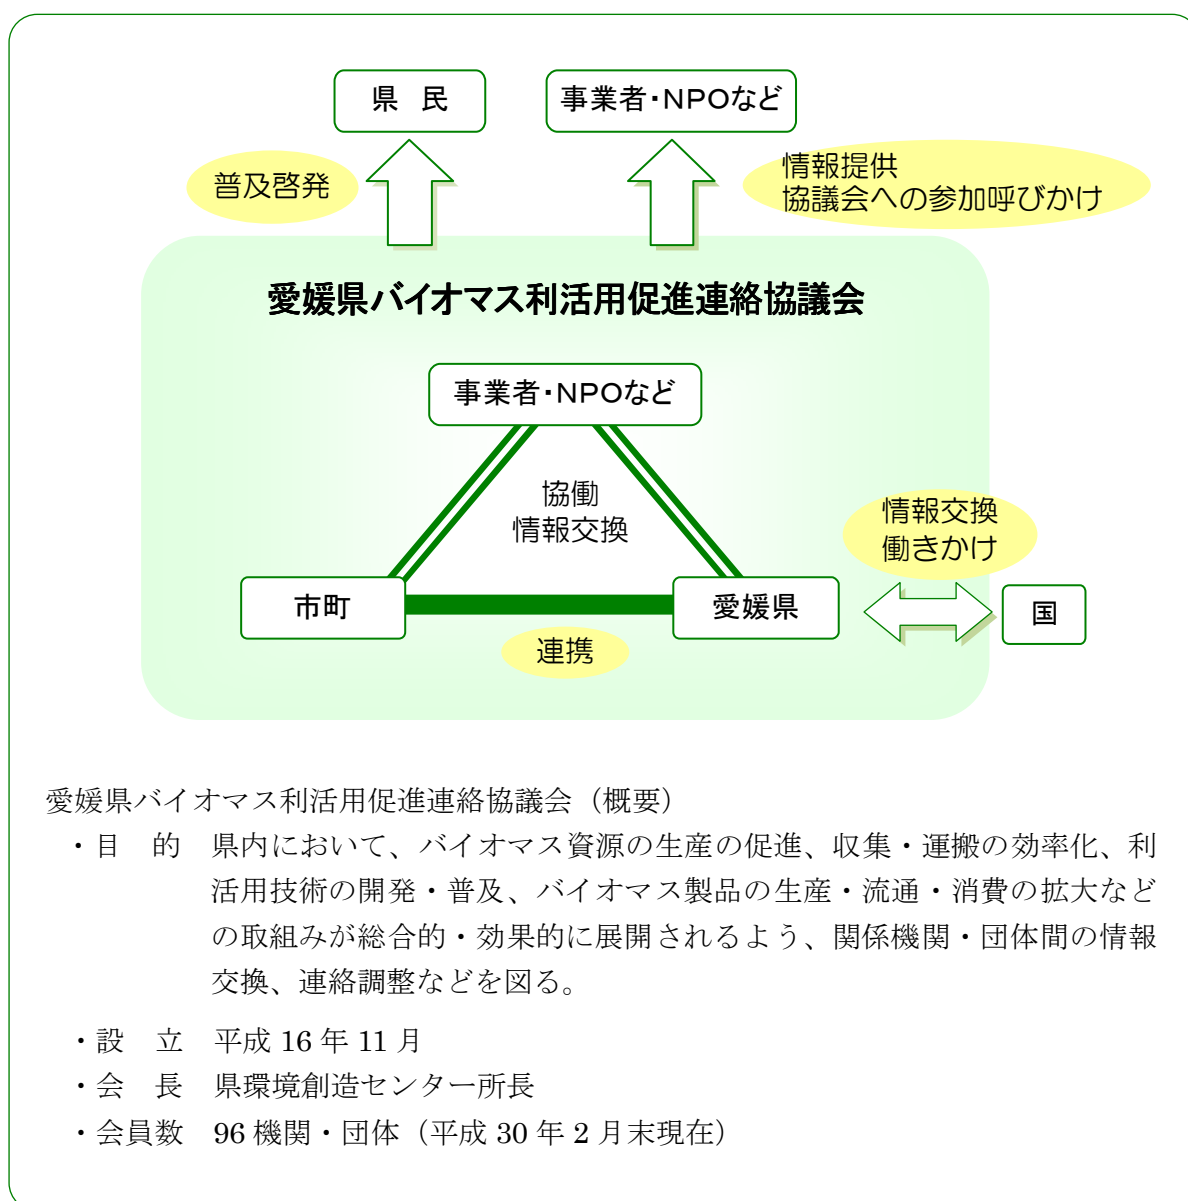 県 民
事業者・NPOなど
普及啓発
情報提供
協議会への参加呼びかけ
愛媛県バイオマス利活用促進連絡協議会
事業者・NPOなど
協働
情報交換
情報交換
働きかけ
市町
愛媛県
国
連携
愛媛県バイオマス利活用促進連絡協議会（概要）
・目　的　県内において、バイオマス資源の生産の促進、収集・運搬の効率化、利
活用技術の開発・普及、バイオマス製品の生産・流通・消費の拡大など
の取組みが総合的・効果的に展開されるよう、関係機関・団体間の情報
交換、連絡調整などを図る。
・設　立　平成 16 年 11 月
・会　長　県環境創造センター所長
・会員数　96 機関・団体（平成 30 年 2 月末現在）